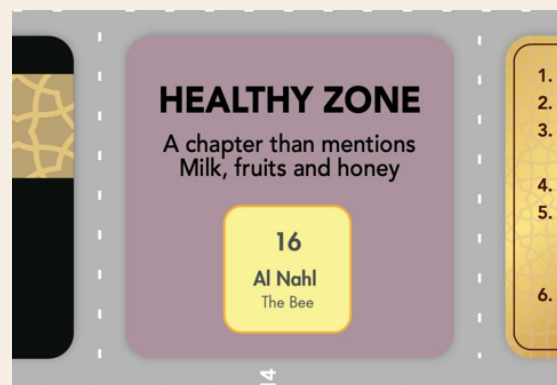 HEALTHY ZONE
A chapter than mentions
Milk, fruits and honey
16
Al Nahl
The Bee
1.
2.
3.
4.
5.
6.